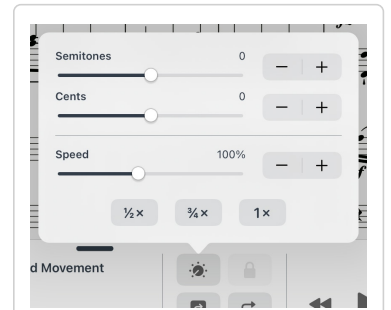 Semitones 0
− +
Cents 0
− +
Speed 100%
− +
½× ¾× 1×
d Movement